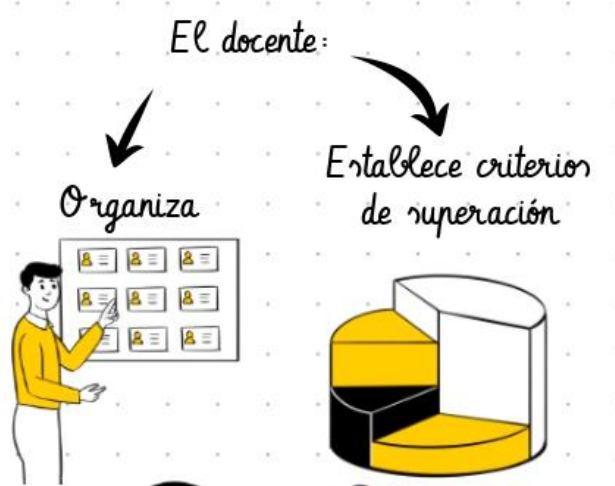 El docente:
Organiza
Establece criterios
de superación